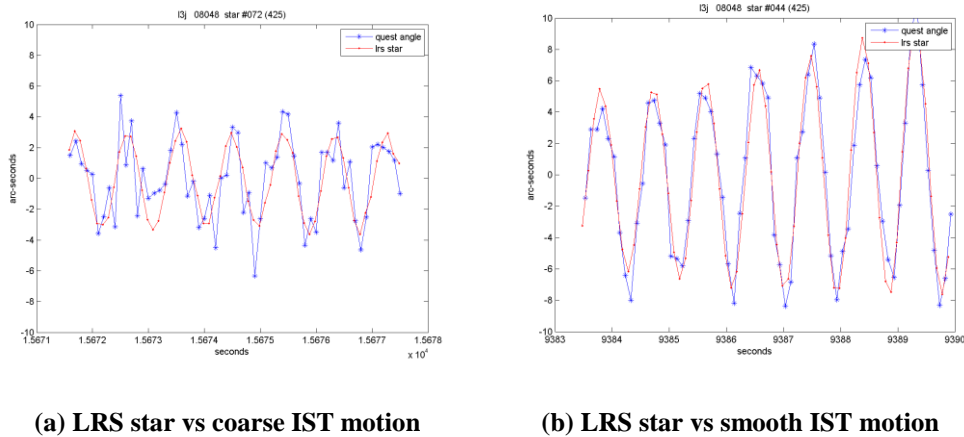 l3j 08048 star #072 (425)
10
8
6
4
2
0
-2
-4
-6
-8
-10
arc-seconds
quest angle
lrs star
1.5671 1.5672 1.5673 1.5674 1.5675 1.5676 1.5677 1.5678
seconds
x 10^4
l3j 08048 star #044 (425)
10
8
6
4
2
0
-2
-4
-6
-8
-10
arc-seconds
quest angle
lrs star
9383 9384 9385 9386 9387 9388 9389 9390
seconds
(a) LRS star vs coarse IST motion
(b) LRS star vs smooth IST motion